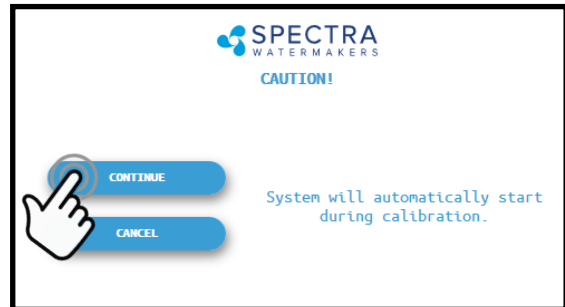 SPECTRA
WATERMAKERS
CAUTION!
CONTINUE
System will automatically start
during calibration.
CANCEL